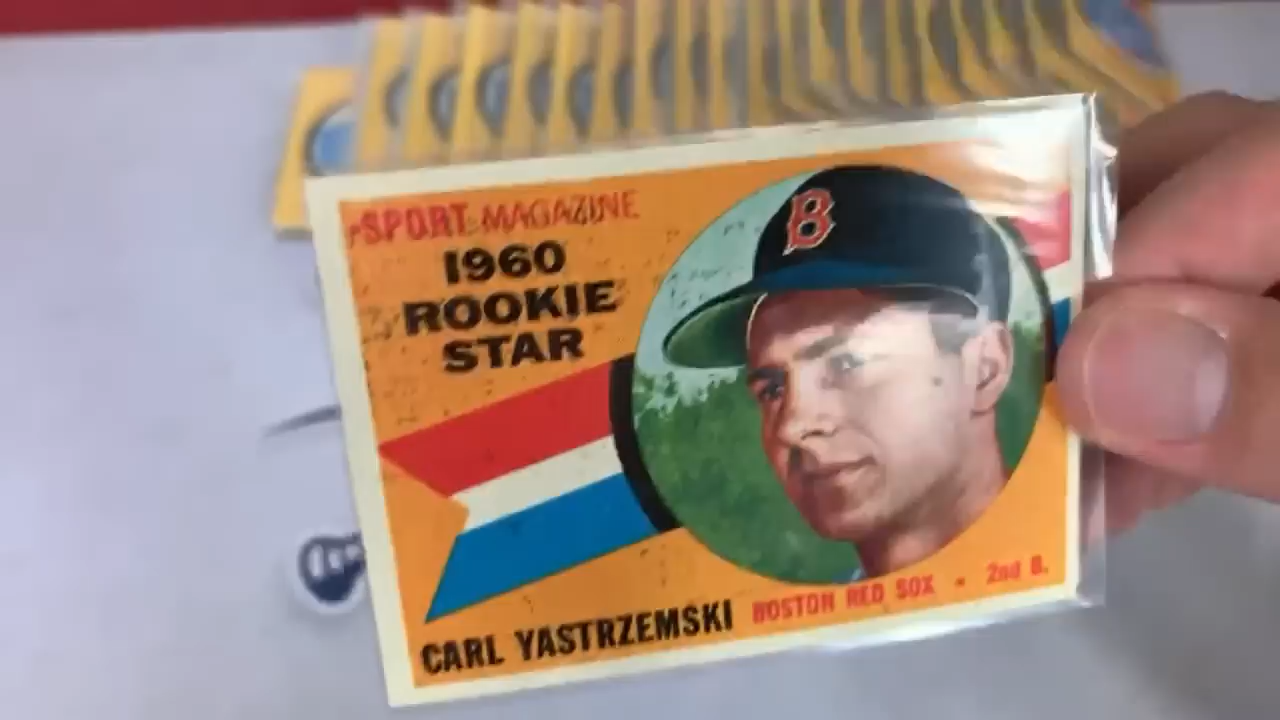 SPORT MAGAZINE
1960
ROOKIE
STAR
B
CARL YASTRZEMSKI
BOSTON RED SOX • 2nd B.